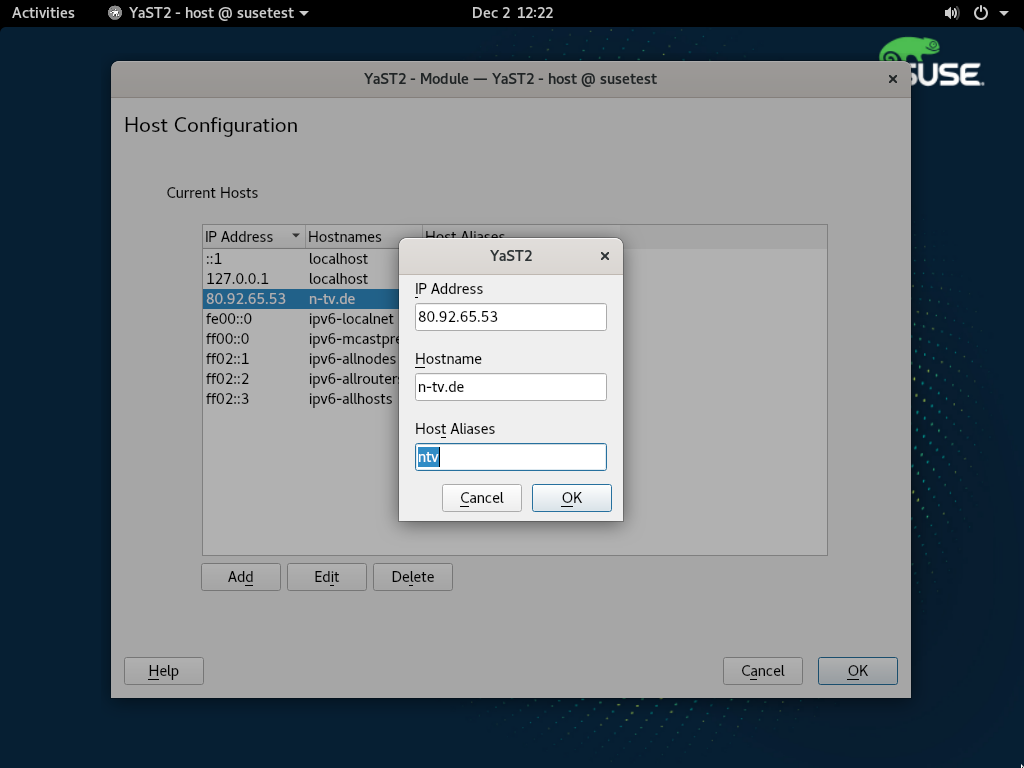 Activities YaST2 - host @ susetest Dec 2 12:22
SUSE.
YaST2 - Module — YaST2 - host @ susetest
Host Configuration
Current Hosts
IP Address Hostnames Host Aliases
::1 localhost
127.0.0.1 localhost
80.92.65.53 n-tv.de
fe00::0 ipv6-localnet
ff00::0 ipv6-mcastpre
ff02::1 ipv6-allnodes
ff02::2 ipv6-allrouters
ff02::3 ipv6-allhosts
YaST2
IP Address
80.92.65.53
Hostname
n-tv.de
Host Aliases
ntv
Cancel OK
Add Edit Delete
Help Cancel OK